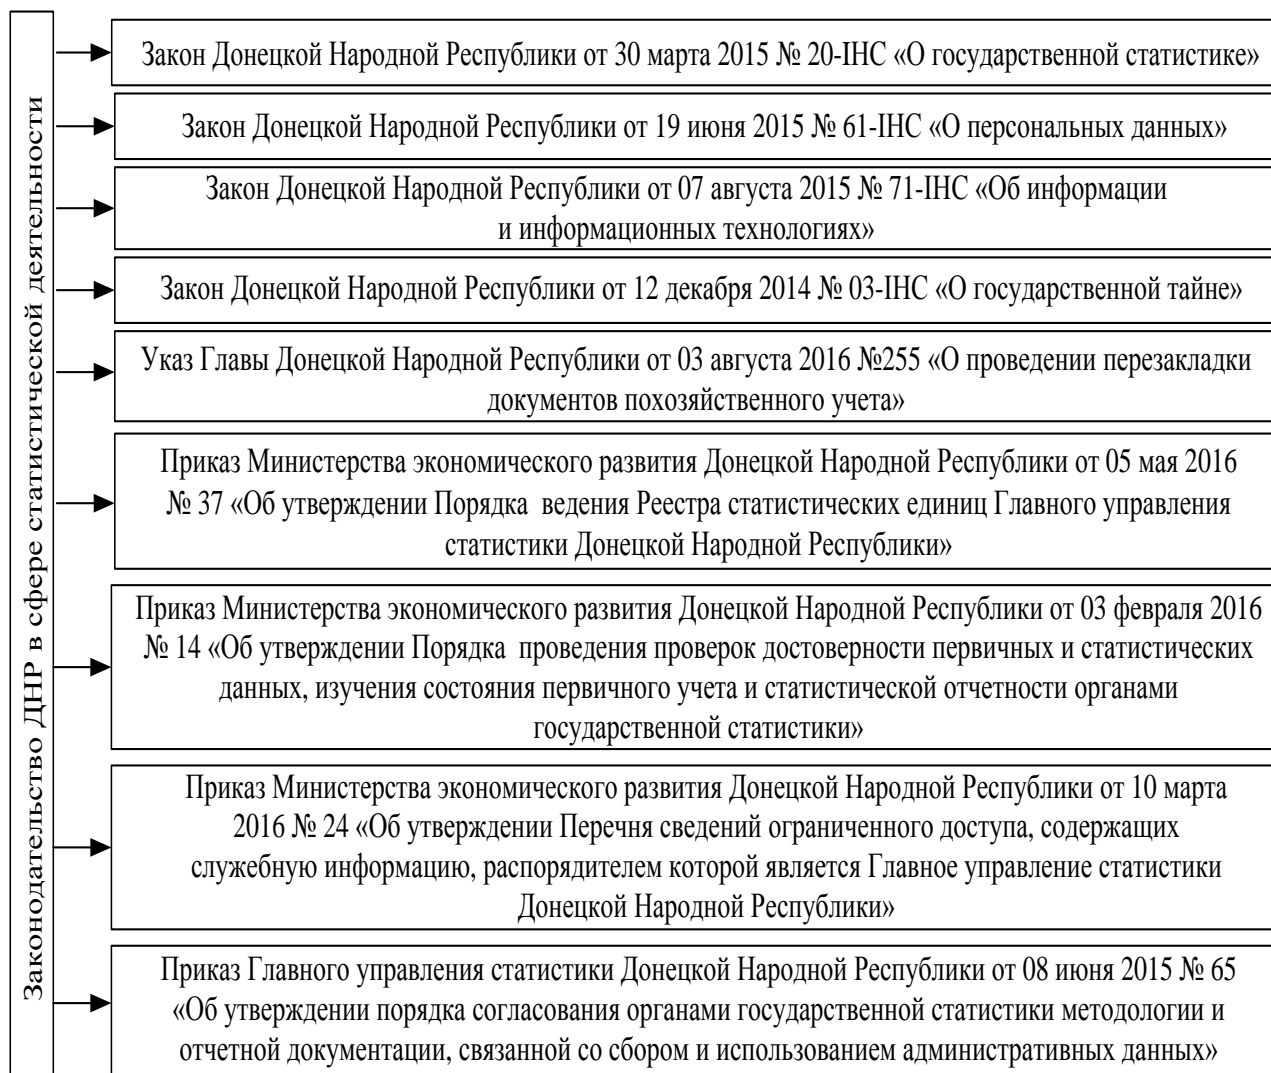 Законодательство ДНР в сфере статистической деятельности
Закон Донецкой Народной Республики от 30 марта 2015 № 20-IНС «О государственной статистике»
Закон Донецкой Народной Республики от 19 июня 2015 № 61-IНС «О персональных данных»
Закон Донецкой Народной Республики от 07 августа 2015 № 71-IНС «Об информации
и информационных технологиях»
Закон Донецкой Народной Республики от 12 декабря 2014 № 03-IНС «О государственной тайне»
Указ Главы Донецкой Народной Республики от 03 августа 2016 №255 «О проведении перезакладки
документов похозяйственного учета»
Приказ Министерства экономического развития Донецкой Народной Республики от 05 мая 2016
№ 37 «Об утверждении Порядка ведения Реестра статистических единиц Главного управления
статистики Донецкой Народной Республики»
Приказ Министерства экономического развития Донецкой Народной Республики от 03 февраля 2016
№ 14 «Об утверждении Порядка проведения проверок достоверности первичных и статистических
данных, изучения состояния первичного учета и статистической отчетности органами
государственной статистики»
Приказ Министерства экономического развития Донецкой Народной Республики от 10 марта
2016 № 24 «Об утверждении Перечня сведений ограниченного доступа, содержащих
служебную информацию, распорядителем которой является Главное управление статистики
Донецкой Народной Республики»
Приказ Главного управления статистики Донецкой Народной Республики от 08 июня 2015 № 65
«Об утверждении порядка согласования органами государственной статистики методологии и
отчетной документации, связанной со сбором и использованием административных данных»